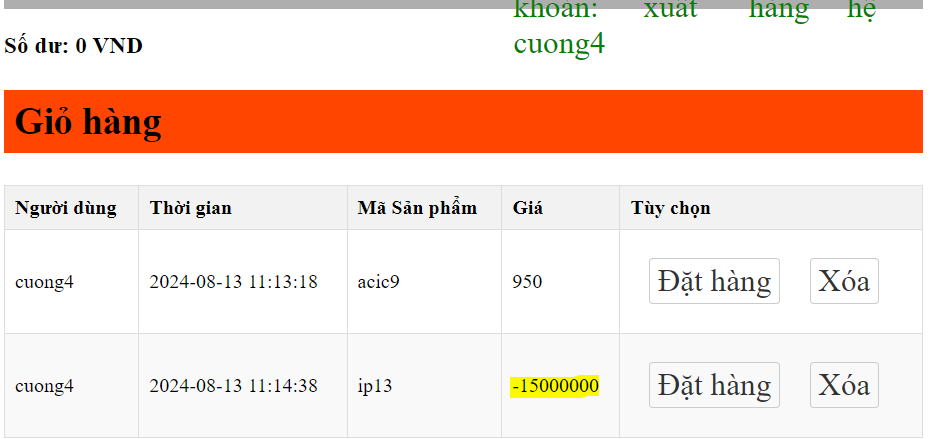 khoản: xuất hàng hệ
cuong4
Số dư: 0 VND
Giỏ hàng
Người dùng Thời gian Mã Sản phẩm Giá Tùy chọn
cuong4 2024-08-13 11:13:18 acic9 950 Đặt hàng Xóa
cuong4 2024-08-13 11:14:38 ip13 -15000000 Đặt hàng Xóa